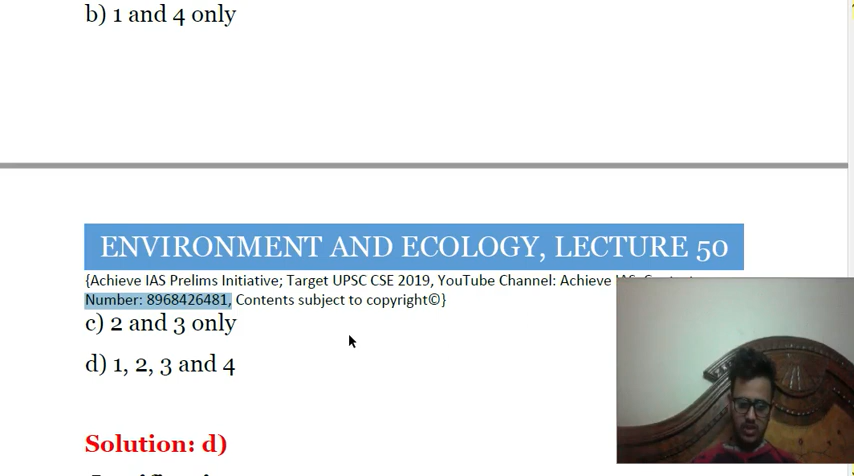 b) 1 and 4 only
ENVIRONMENT AND ECOLOGY, LECTURE 50
{Achieve IAS Prelims Initiative; Target UPSC CSE 2019, YouTube Channel: Achieve
Number: 8968426481, Contents subject to copyright©}
c) 2 and 3 only
d) 1, 2, 3 and 4
Solution: d)